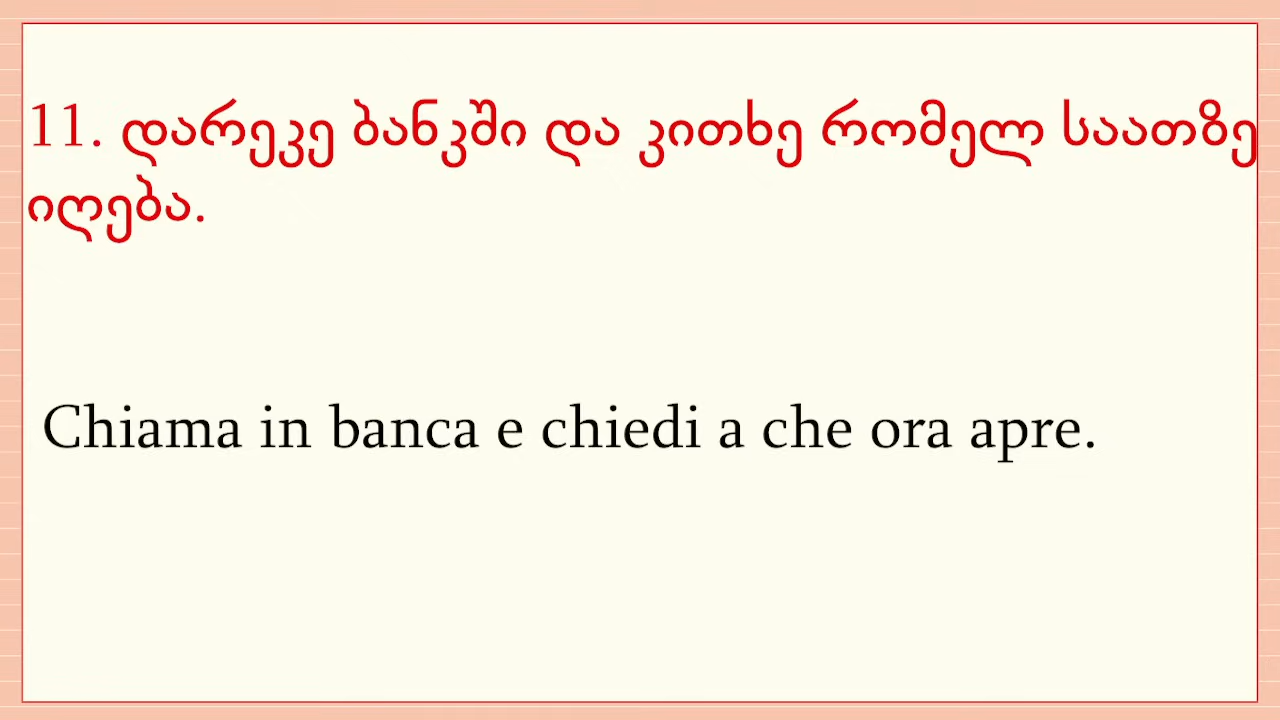 11. დარეკე ბანკში და კითხე რომელ საათზე
იღება.
Chiama in banca e chiedi a che ora apre.